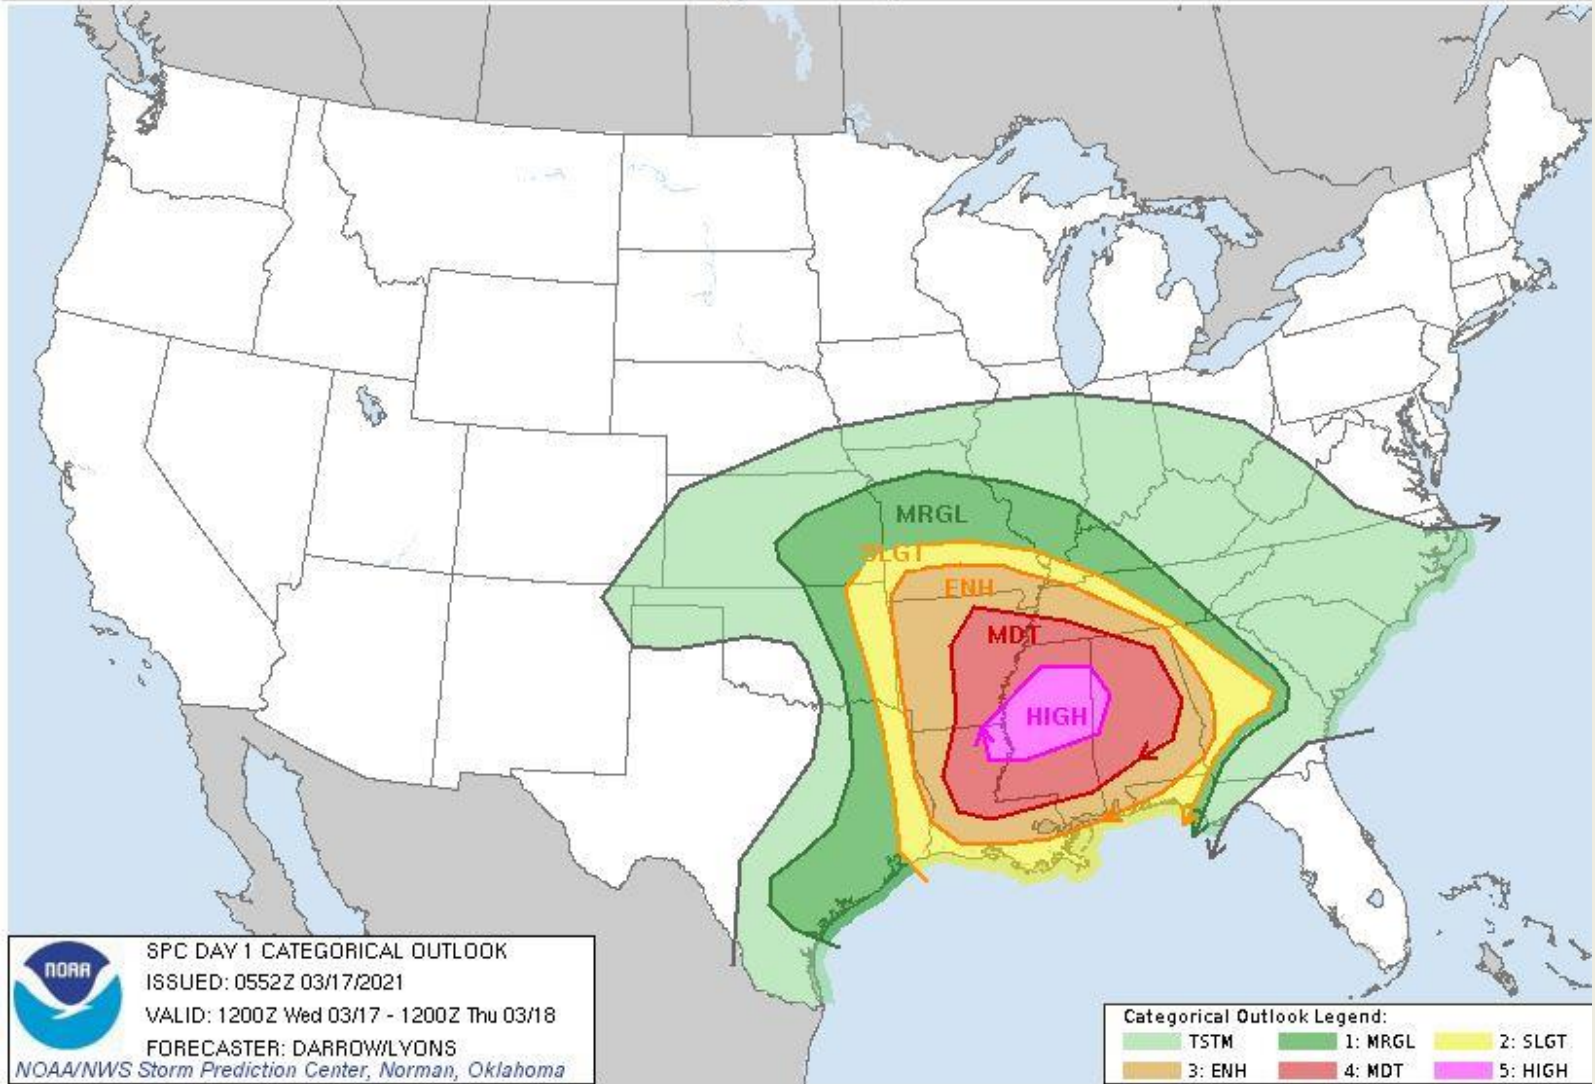 MRGL
SLGT
ENH
MDT
HIGH
NOAA
SPC DAY 1 CATEGORICAL OUTLOOK
ISSUED: 0552Z 03/17/2021
VALID: 1200Z Wed 03/17 - 1200Z Thu 03/18
FORECASTER: DARROW/LYONS
NOAA/NWS Storm Prediction Center, Norman, Oklahoma
Categorical Outlook Legend:
TSTM 1: MRGL 2: SLGT
3: ENH 4: MDT 5: HIGH